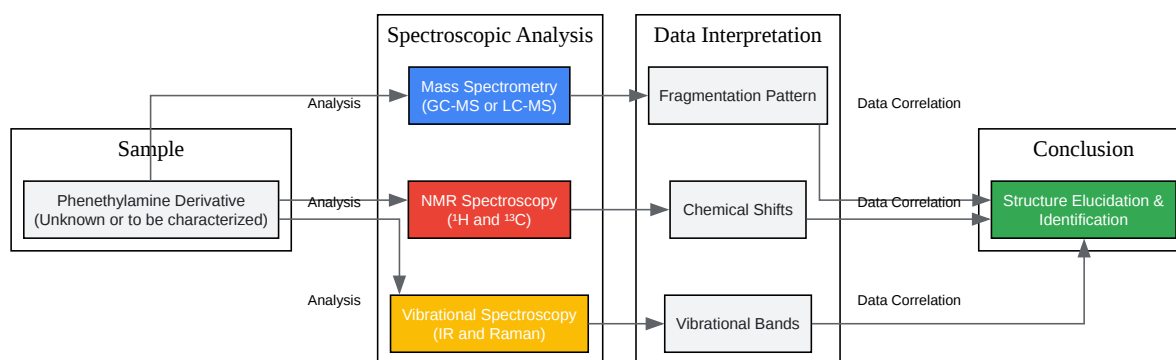 Spectroscopic Analysis
Data Interpretation
Mass Spectrometry
(GC-MS or LC-MS)
Fragmentation Pattern
Analysis
Data Correlation
Sample
Conclusion
Phenethylamine Derivative
(Unknown or to be characterized)
Analysis
NMR Spectroscopy
(¹H and ¹³C)
Chemical Shifts
Data Correlation
Structure Elucidation &
Identification
Analysis
Data Correlation
Vibrational Spectroscopy
(IR and Raman)
Vibrational Bands